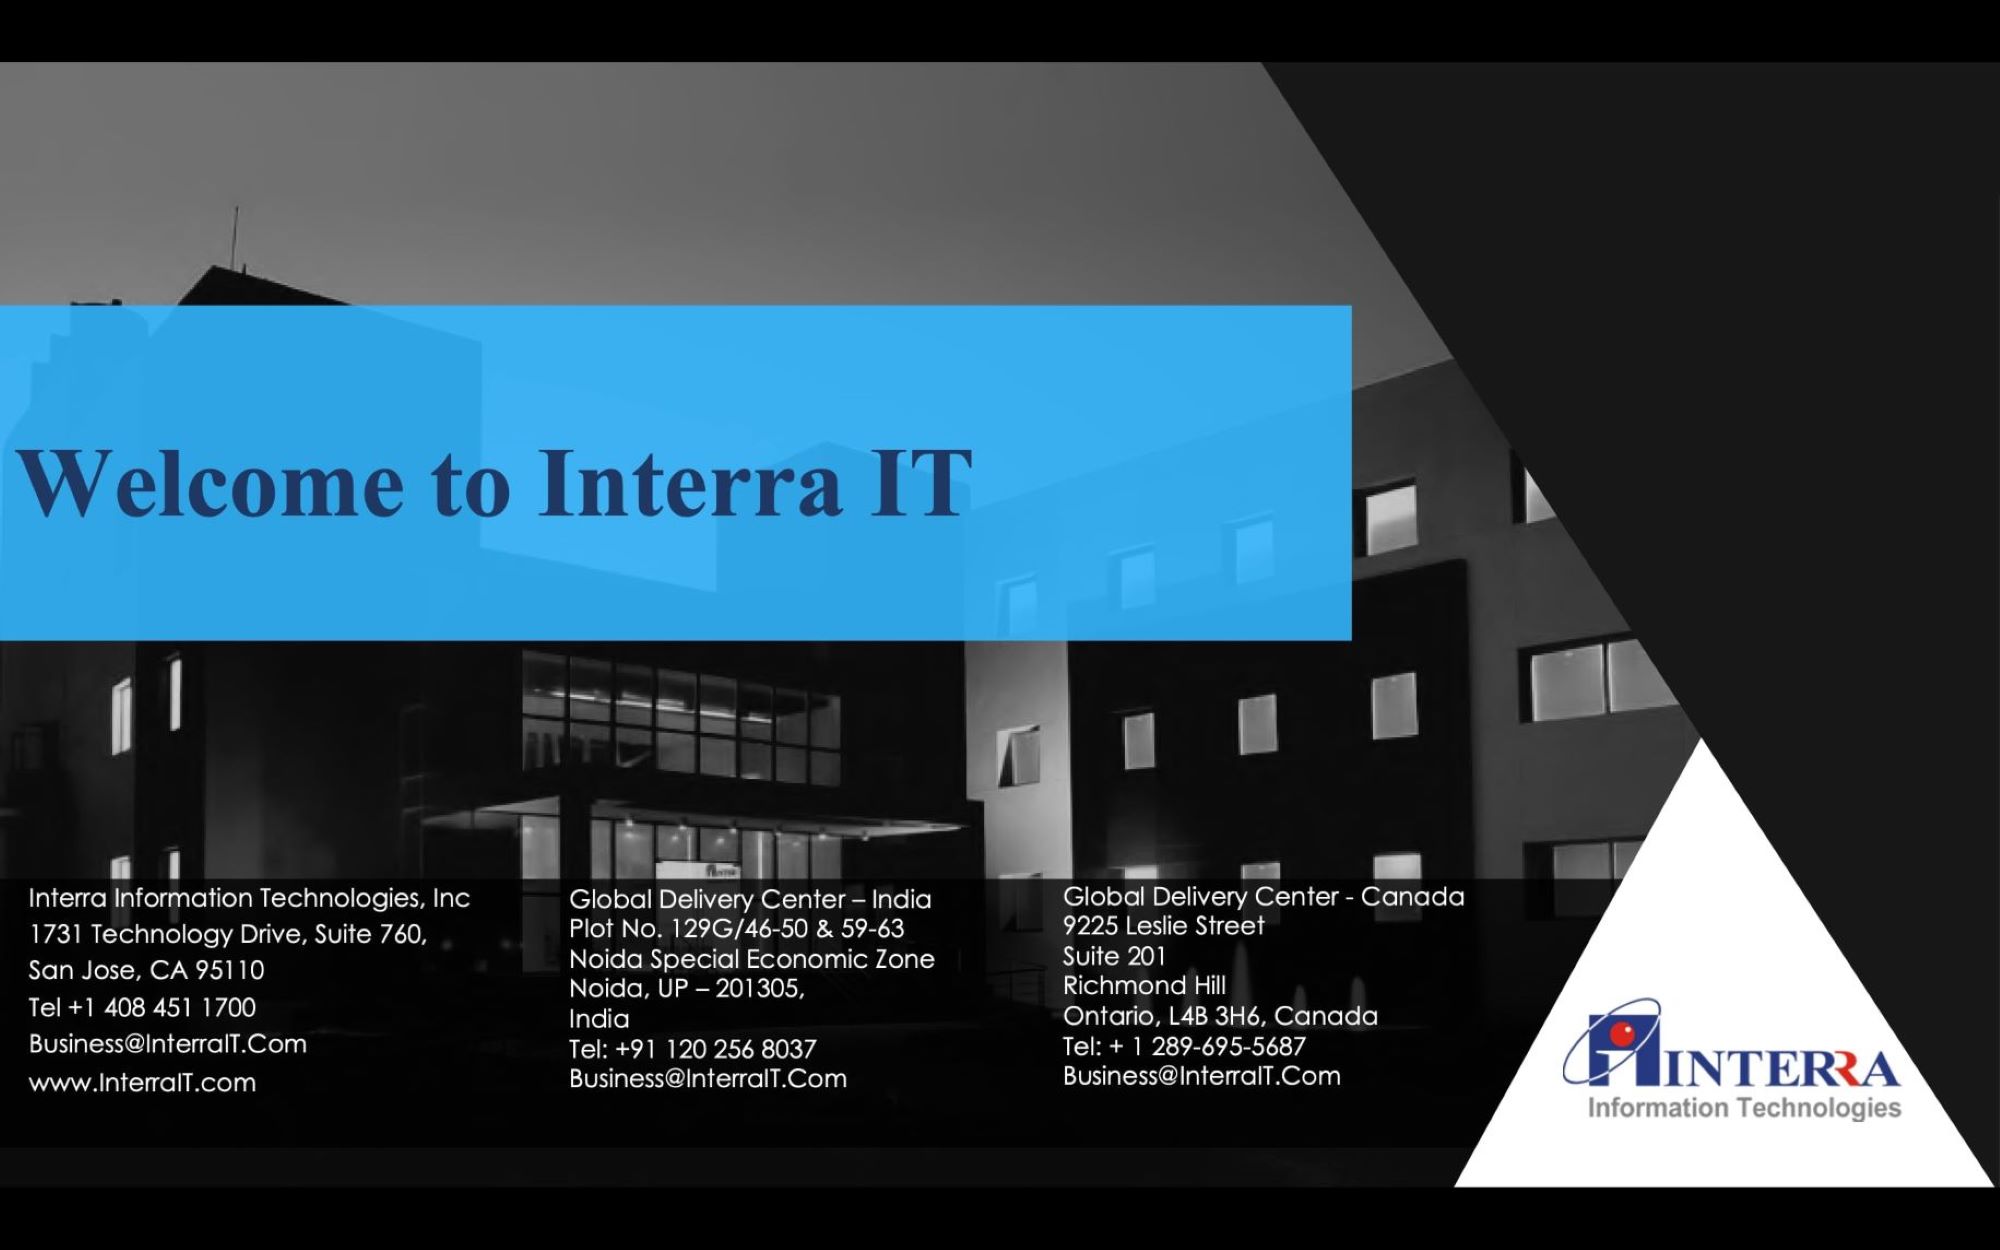 Welcome to Interra IT
Interra Information Technologies, Inc
1731 Technology Drive, Suite 760,
San Jose, CA 95110
Tel +1 408 451 1700
Business@InterraIT.Com
www.InterraIT.com
Global Delivery Center – India
Plot No. 129G/46-50 & 59-63
Noida Special Economic Zone
Noida, UP – 201305,
India
Tel: +91 120 256 8037
Business@InterraIT.Com
Global Delivery Center - Canada
9225 Leslie Street
Suite 201
Richmond Hill
Ontario, L4B 3H6, Canada
Tel: + 1 289-695-5687
Business@InterraIT.Com
INTERRA
Information Technologies